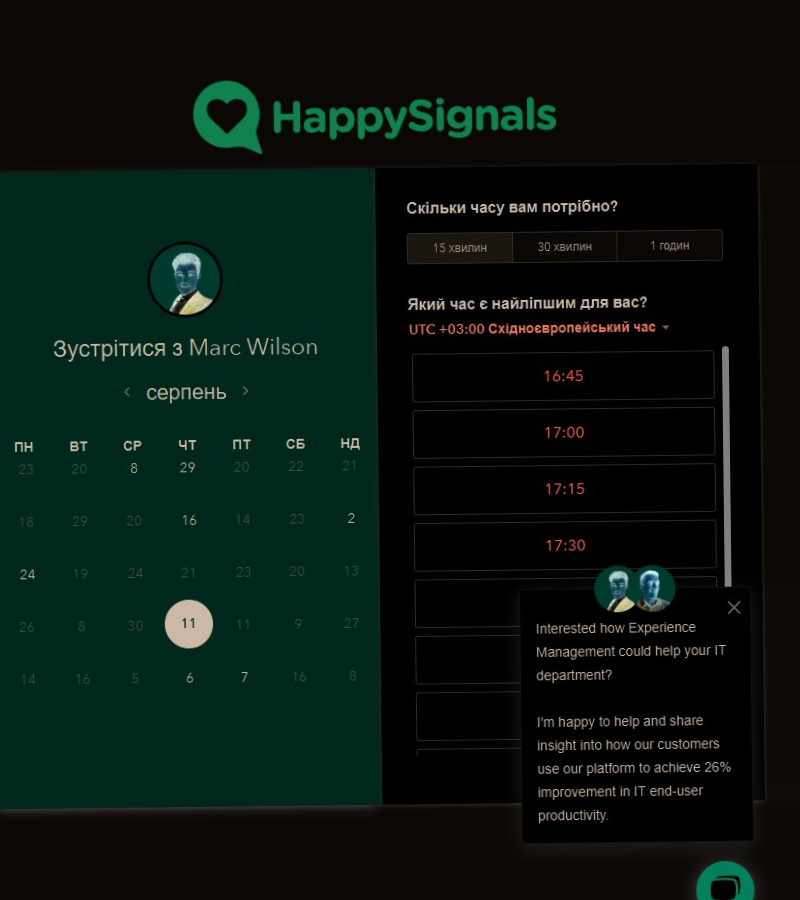 HappySignals
Зустрітися з Marc Wilson
серпень
ПН ВТ СР ЧТ ПТ СБ НД
23 20 8 29 20 22 21
18 29 20 16 14 23 2
24 19 24 21 23 20 13
26 8 30 11 11 9 27
14 16 5 6 7 16 8
Скільки часу вам потрібно?
15 хвилин 30 хвилин 1 годин
Який час є найліпшим для вас?
UTC +03:00 Східноєвропейський час
16:45
17:00
17:15
17:30
Interested how Experience
Management could help your IT
department?
I'm happy to help and share
insight into how our customers
use our platform to achieve 26%
improvement in IT end-user
productivity.